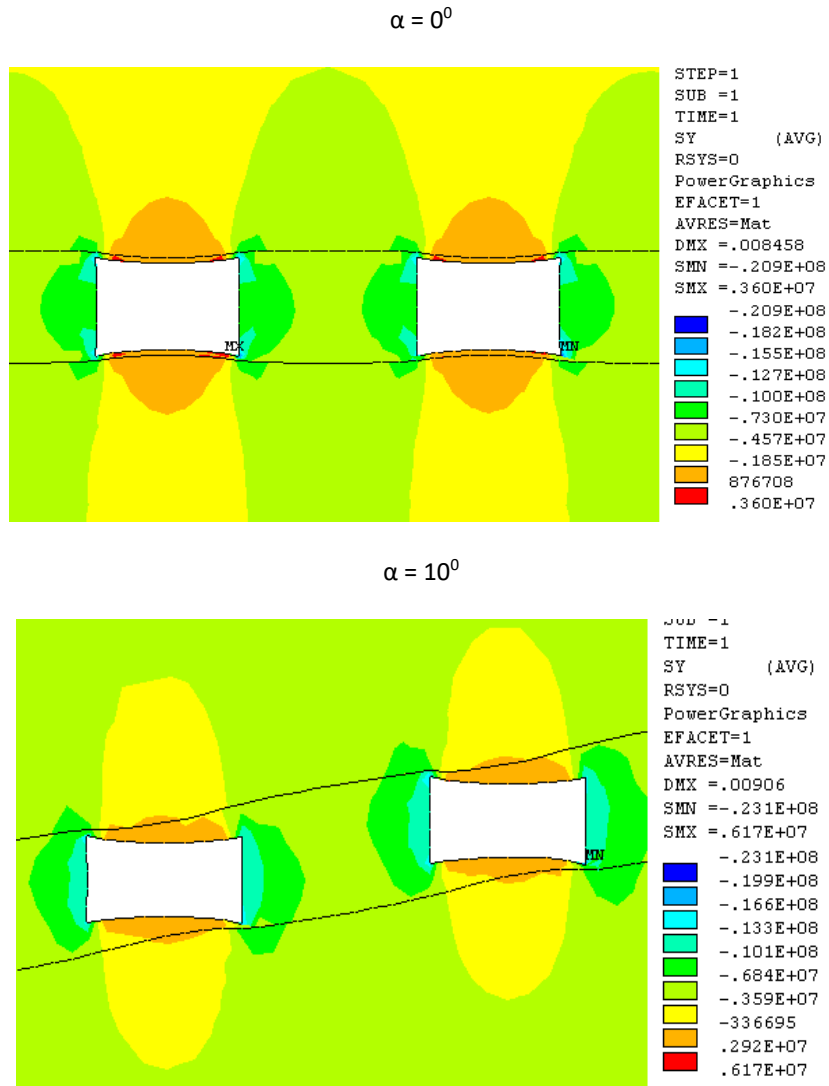 α = 0⁰
STEP=1
SUB =1
TIME=1
SY (AVG)
RSYS=0
PowerGraphics
EFACET=1
AVRES=Mat
DMX =.008458
SMN =-.209E+08
SMX =.360E+07
-.209E+08
-.182E+08
-.155E+08
-.127E+08
-.100E+08
-.730E+07
-.457E+07
-.185E+07
876708
.360E+07
MX
MN
α = 10⁰
SUB =1
TIME=1
SY (AVG)
RSYS=0
PowerGraphics
EFACET=1
AVRES=Mat
DMX =.00906
SMN =-.231E+08
SMX =.617E+07
-.231E+08
-.199E+08
-.166E+08
-.133E+08
-.101E+08
-.684E+07
-.359E+07
-336695
.292E+07
.617E+07
MN